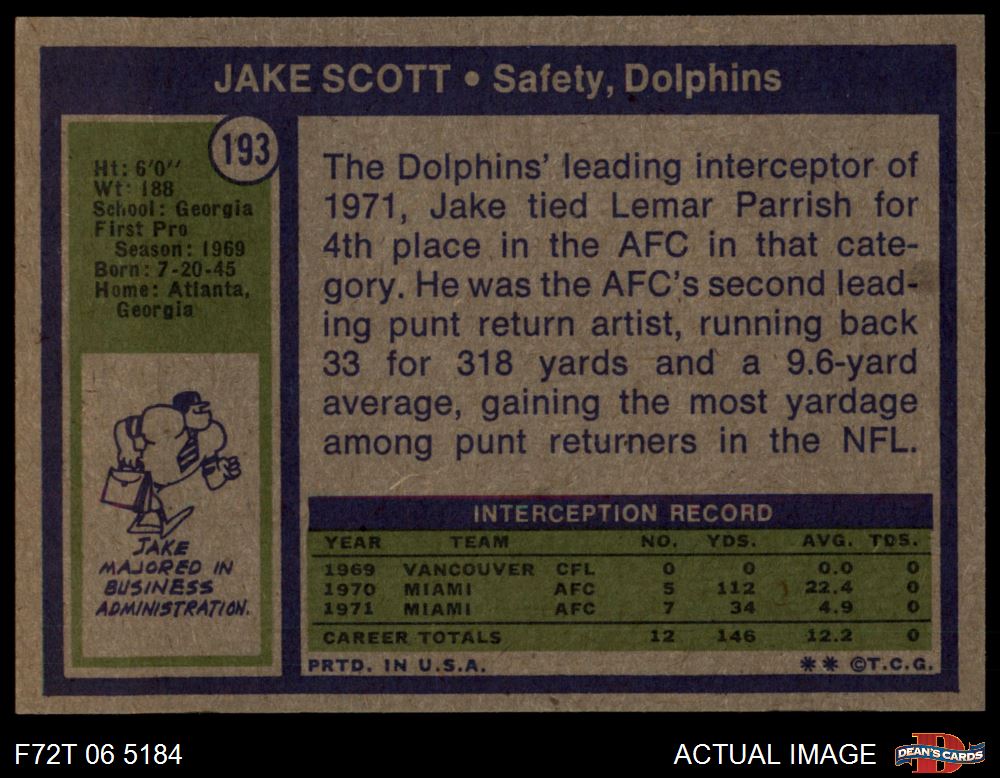 JAKE SCOTT • Safety, Dolphins
193
Ht: 6'0''
Wt: 188
School: Georgia
First Pro
Season: 1969
Born: 7-20-45
Home: Atlanta,
Georgia
JAKE
MAJORED IN
BUSINESS
ADMINISTRATION.
The Dolphins' leading interceptor of
1971, Jake tied Lemar Parrish for
4th place in the AFC in that cate-
gory. He was the AFC's second lead-
ing punt return artist, running back
33 for 318 yards and a 9.6-yard
average, gaining the most yardage
among punt returners in the NFL.
INTERCEPTION RECORD
YEAR TEAM NO. YDS. AVG. TDS.
1969 VANCOUVER CFL 0 0 0.0 0
1970 MIAMI AFC 5 112 22.4 0
1971 MIAMI AFC 7 34 4.9 0
CAREER TOTALS 12 146 12.2 0
PRTD. IN U.S.A. ** ©T.C.G.
F72T 06 5184 ACTUAL IMAGE DEAN'S CARDS